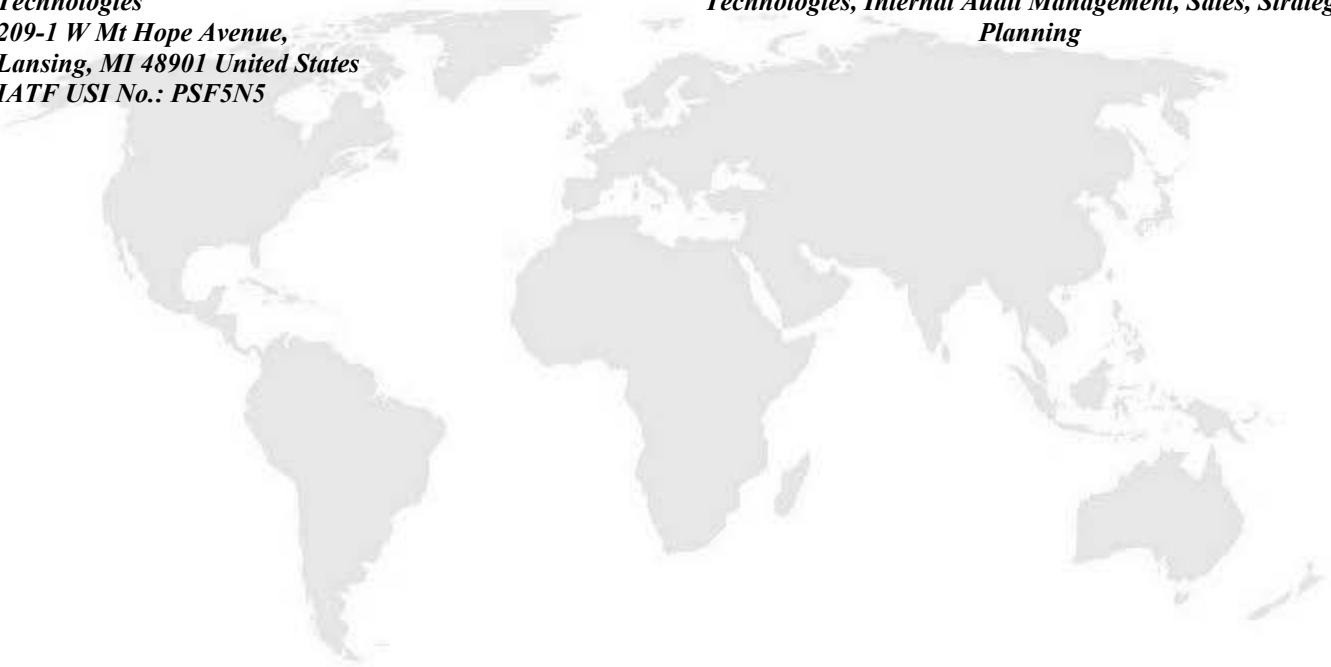 Technologies
209-1 W Mt Hope Avenue,
Lansing, MI 48901 United States
IATF USI No.: PSF5N5
Technologies, Internal Audit Management, Sales, Strateg
Planning